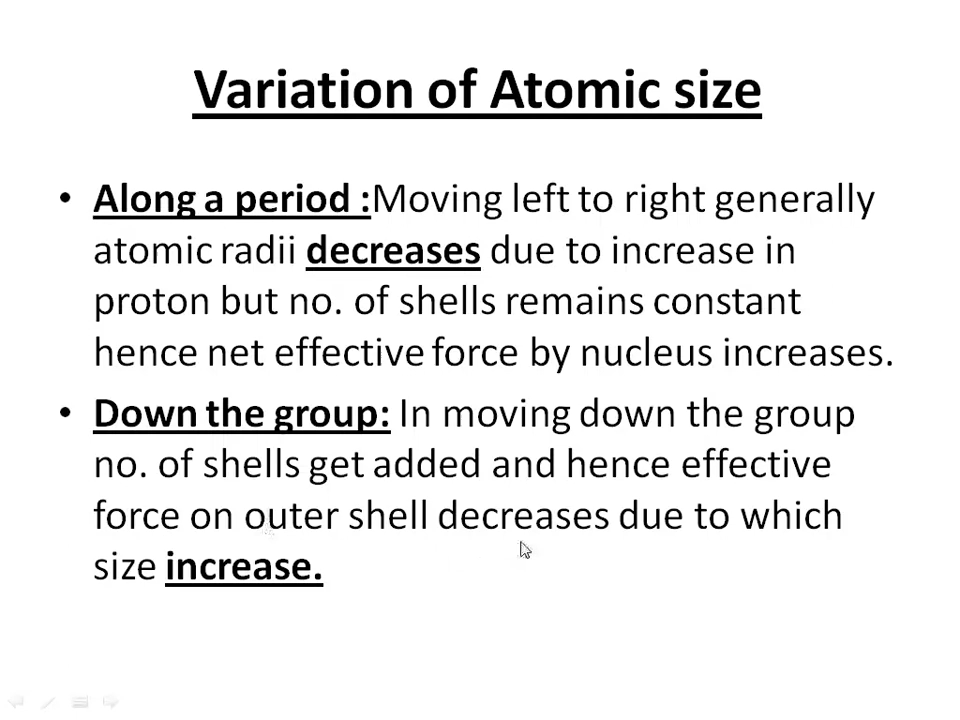 Variation of Atomic size
• Along a period :Moving left to right generally
atomic radii decreases due to increase in
proton but no. of shells remains constant
hence net effective force by nucleus increases.
• Down the group: In moving down the group
no. of shells get added and hence effective
force on outer shell decreases due to which
size increase.